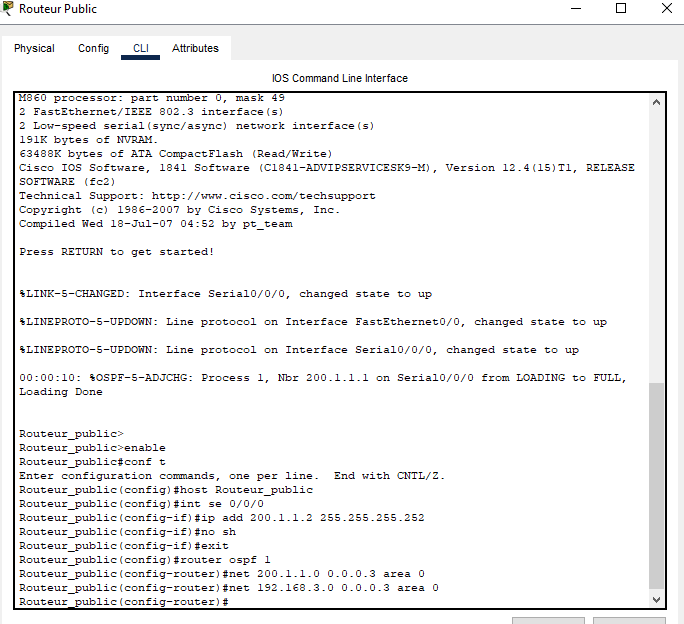 Routeur Public
Physical Config CLI Attributes
IOS Command Line Interface
M860 processor: part number 0, mask 49
2 FastEthernet/IEEE 802.3 interface(s)
2 Low-speed serial(sync/async) network interface(s)
191K bytes of NVRAM.
63488K bytes of ATA CompactFlash (Read/Write)
Cisco IOS Software, 1841 Software (C1841-ADVIPSERVICESK9-M), Version 12.4(15)T1, RELEASE
SOFTWARE (fc2)
Technical Support: http://www.cisco.com/techsupport
Copyright (c) 1986-2007 by Cisco Systems, Inc.
Compiled Wed 18-Jul-07 04:52 by pt_team
Press RETURN to get started!
%LINK-5-CHANGED: Interface Serial0/0/0, changed state to up
%LINEPROTO-5-UPDOWN: Line protocol on Interface FastEthernet0/0, changed state to up
%LINEPROTO-5-UPDOWN: Line protocol on Interface Serial0/0/0, changed state to up
00:00:10: %OSPF-5-ADJCHG: Process 1, Nbr 200.1.1.1 on Serial0/0/0 from LOADING to FULL,
Loading Done
Routeur_public>
Routeur_public>enable
Routeur_public#conf t
Enter configuration commands, one per line.  End with CNTL/Z.
Routeur_public(config)#host Routeur_public
Routeur_public(config)#int se 0/0/0
Routeur_public(config-if)#ip add 200.1.1.2 255.255.255.252
Routeur_public(config-if)#no sh
Routeur_public(config-if)#exit
Routeur_public(config)#router ospf 1
Routeur_public(config-router)#net 200.1.1.0 0.0.0.3 area 0
Routeur_public(config-router)#net 192.168.3.0 0.0.0.3 area 0
Routeur_public(config-router)#